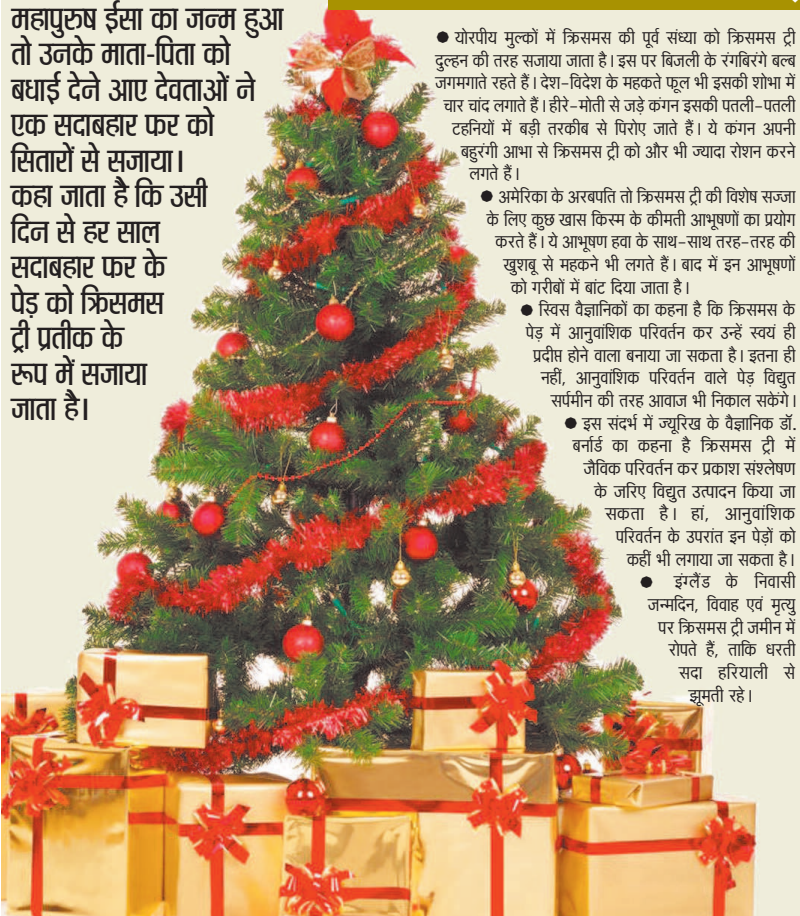 महापुरुष ईसा का जन्म हुआ
तो उनके माता-पिता को
बधाई देने आए देवताओं ने
एक सदाबहार फर को
सितारों से सजाया।
कहा जाता है कि उसी
दिन से हर साल
सदाबहार फर के
पेड़ को क्रिसमस
ट्री प्रतीक के
रूप में सजाया
जाता है।
● योरपीय मुल्कों में क्रिसमस की पूर्व संध्या को क्रिसमस ट्री
दुल्हन की तरह सजाया जाता है। इस पर बिजली के रंगबिरंगे बल्ब
जगमगाते रहते हैं। देश-विदेश के महकते फूल भी इसकी शोभा में
चार चांद लगाते हैं। हीरे-मोती से जड़े कंगन इसकी पतली-पतली
टहनियों में बड़ी तरकीब से पिरोए जाते हैं। ये कंगन अपनी
बहुरंगी आभा से क्रिसमस ट्री को और भी ज्यादा रोशन करने
लगते हैं।
● अमेरिका के अरबपति तो क्रिसमस ट्री की विशेष सज्जा
के लिए कुछ खास किस्म के कीमती आभूषणों का प्रयोग
करते हैं। ये आभूषण हवा के साथ-साथ तरह-तरह की
खुशबू से महकने भी लगते हैं। बाद में इन आभूषणों
को गरीबों में बांट दिया जाता है।
● स्विस वैज्ञानिकों का कहना है कि क्रिसमस के
पेड़ में आनुवांशिक परिवर्तन कर उन्हें स्वयं ही
प्रदीप्त होने वाला बनाया जा सकता है। इतना ही
नहीं, आनुवांशिक परिवर्तन वाले पेड़ विद्युत
सर्पमीन की तरह आवाज भी निकाल सकेंगे।
● इस संदर्भ में ज्यूरिख के वैज्ञानिक डॉ.
बर्नार्ड का कहना है क्रिसमस ट्री में
जैविक परिवर्तन कर प्रकाश संश्लेषण
के जरिए विद्युत उत्पादन किया जा
सकता है। हां, आनुवांशिक
परिवर्तन के उपरांत इन पेड़ों को
कहीं भी लगाया जा सकता है।
● इंग्लैंड के निवासी
जन्मदिन, विवाह एवं मृत्यु
पर क्रिसमस ट्री जमीन में
रोपते हैं, ताकि धरती
सदा हरियाली से
झूमती रहे।